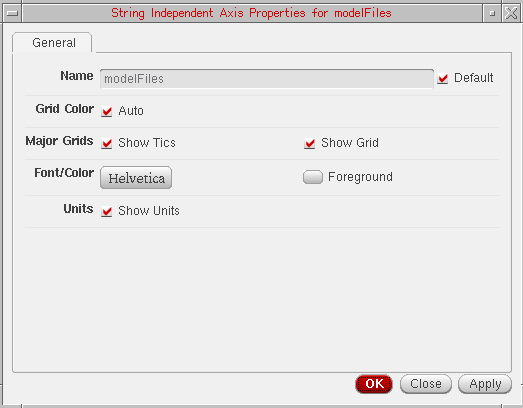 String Independent Axis Properties for modelFiles
General
Name modelFiles Default
Grid Color Auto
Major Grids Show Tics Show Grid
Font/Color Helvetica Foreground
Units Show Units
OK Close Apply